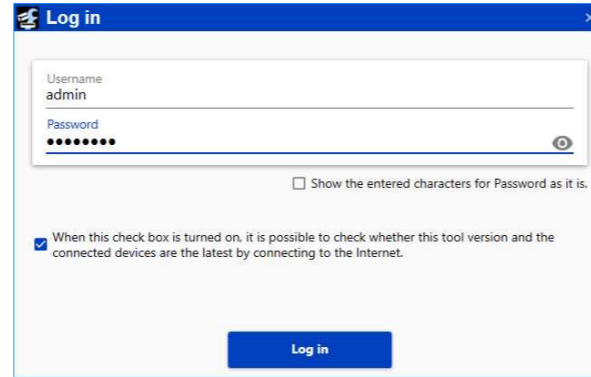 Log in
Username
admin
Password
••••••••
Show the entered characters for Password as it is.
When this check box is turned on, it is possible to check whether this tool version and the
connected devices are the latest by connecting to the Internet.
Log in